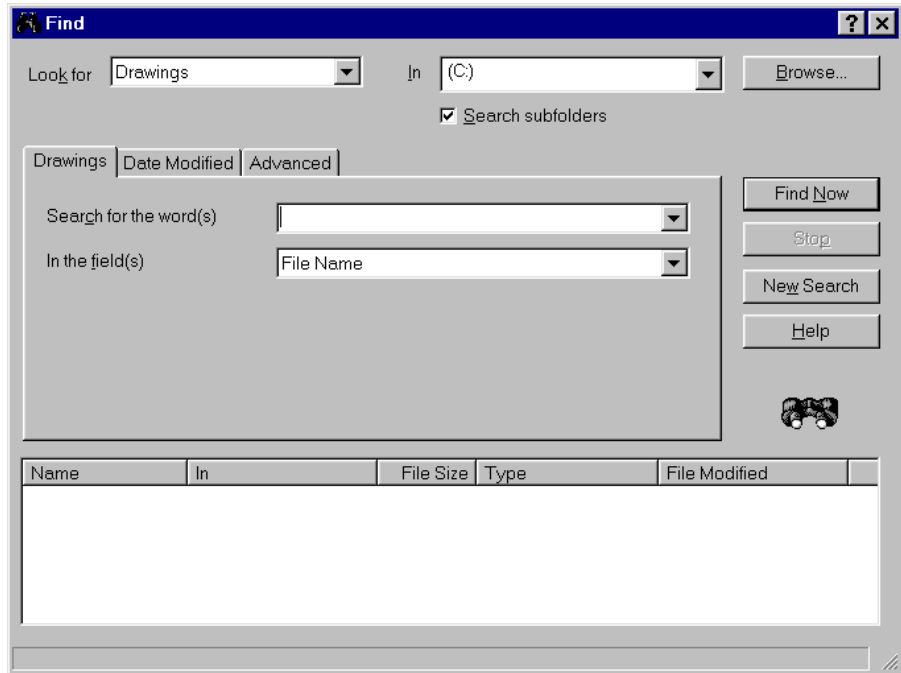 Find
Look for Drawings In (C:) Browse...
Search subfolders
Drawings Date Modified Advanced
Search for the word(s)
In the field(s) File Name
Find Now
Stop
New Search
Help
Name In File Size Type File Modified